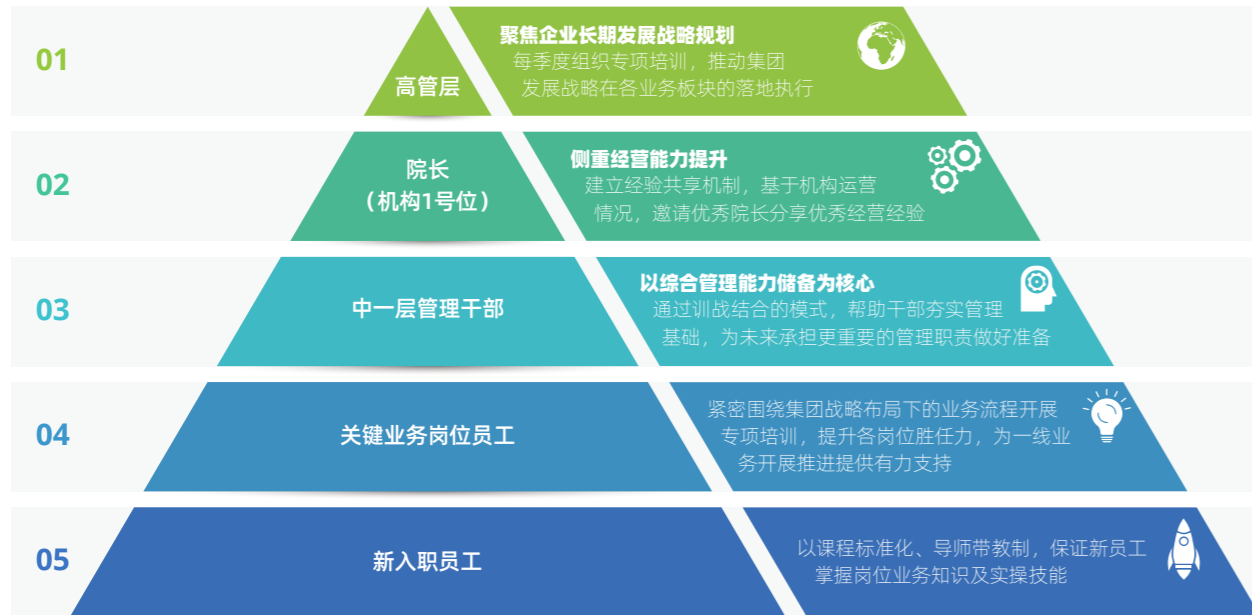 01
高管层
聚焦企业长期发展战略规划
每季度组织专项培训，推动集团
发展战略在各业务板块的落地执行
02
院长
（机构1号位）
侧重经营能力提升
建立经验共享机制，基于机构运营
情况，邀请优秀院长分享优秀经营经验
03
中一层管理干部
以综合管理能力储备为核心
通过训战结合的模式，帮助干部夯实管理
基础，为未来承担更重要的管理职责做好准备
04
关键业务岗位员工
紧密围绕集团战略布局下的业务流程开展
专项培训，提升各岗位胜任力，为一线业
务开展推进提供有力支持
05
新入职员工
以课程标准化、导师带教制，保证新员工
掌握岗位业务知识及实操技能